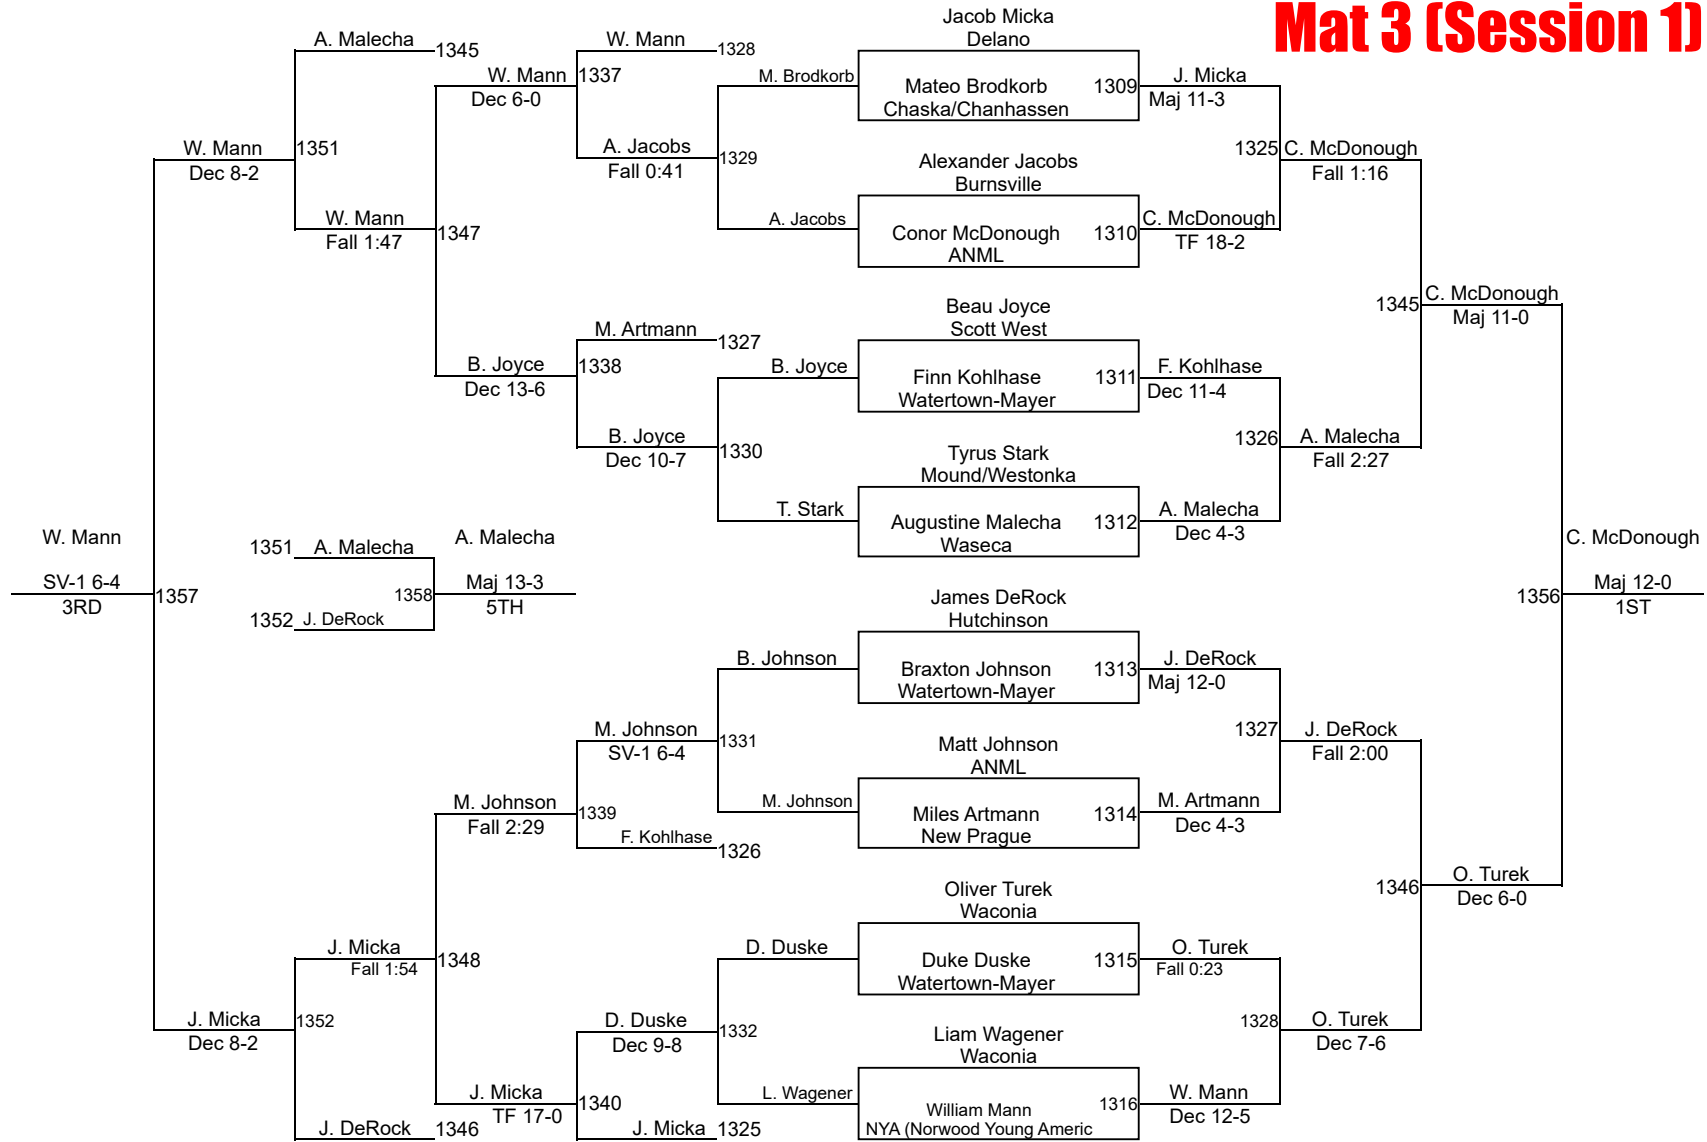 Mat 3 (Session 1)
Jacob Micka
Delano
Mateo Brodkorb
Chaska/Chanhassen
1309
J. Micka
Maj 11-3
Alexander Jacobs
Burnsville
Conor McDonough
ANML
1310
C. McDonough
TF 18-2
Beau Joyce
Scott West
Finn Kohlhase
Watertown-Mayer
1311
F. Kohlhase
Dec 11-4
Tyrus Stark
Mound/Westonka
Augustine Malecha
Waseca
1312
A. Malecha
Dec 4-3
James DeRock
Hutchinson
Braxton Johnson
Watertown-Mayer
1313
J. DeRock
Maj 12-0
Matt Johnson
ANML
Miles Artmann
New Prague
1314
M. Artmann
Dec 4-3
Oliver Turek
Waconia
Duke Duske
Watertown-Mayer
1315
O. Turek
Fall 0:23
Liam Wagener
Waconia
William Mann
NYA (Norwood Young Americ
1316
W. Mann
Dec 12-5
1325
C. McDonough
Fall 1:16
1326
A. Malecha
Fall 2:27
1327
J. DeRock
Fall 2:00
1328
O. Turek
Dec 7-6
1345
C. McDonough
Maj 11-0
1346
O. Turek
Dec 6-0
1356
C. McDonough
Maj 12-0
1ST
M. Brodkorb
A. Jacobs
1329
A. Jacobs
Fall 0:41
B. Joyce
T. Stark
1330
B. Joyce
Dec 10-7
B. Johnson
M. Johnson
1331
M. Johnson
SV-1 6-4
D. Duske
L. Wagener
1332
D. Duske
Dec 9-8
W. Mann
1328
1337
W. Mann
Dec 6-0
M. Artmann
1327
1338
B. Joyce
Dec 13-6
F. Kohlhase
1326
1339
M. Johnson
Fall 2:29
J. Micka
1325
1340
J. Micka
TF 17-0
1347
W. Mann
Fall 1:47
1348
J. Micka
Fall 1:54
A. Malecha
1345
1351
W. Mann
Dec 8-2
J. DeRock
1346
1352
J. Micka
Dec 8-2
1357
W. Mann
SV-1 6-4
3RD
1351
A. Malecha
1352
J. DeRock
1358
A. Malecha
Maj 13-3
5TH